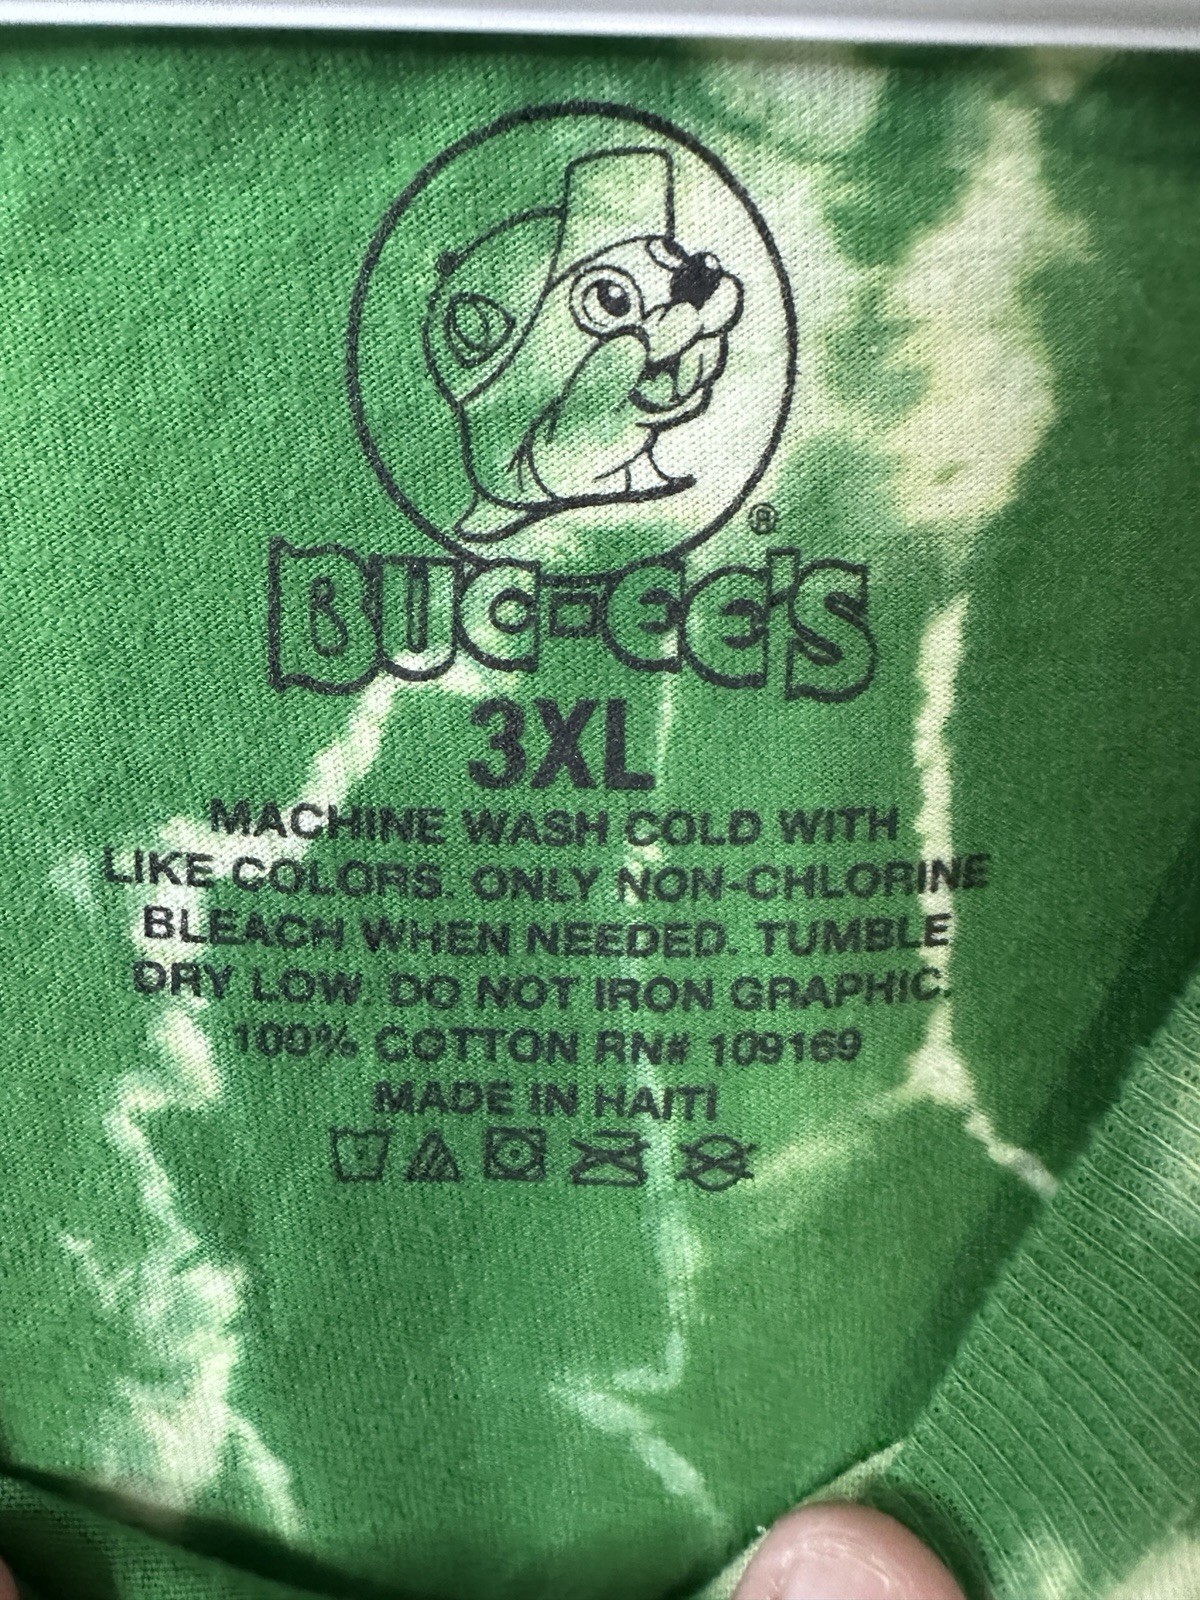 ®
BUC-EE'S
3XL
MACHINE WASH COLD WITH
LIKE COLORS. ONLY NON-CHLORINE
BLEACH WHEN NEEDED. TUMBLE
DRY LOW. DO NOT IRON GRAPHIC.
100% COTTON RN# 109169
MADE IN HAITI